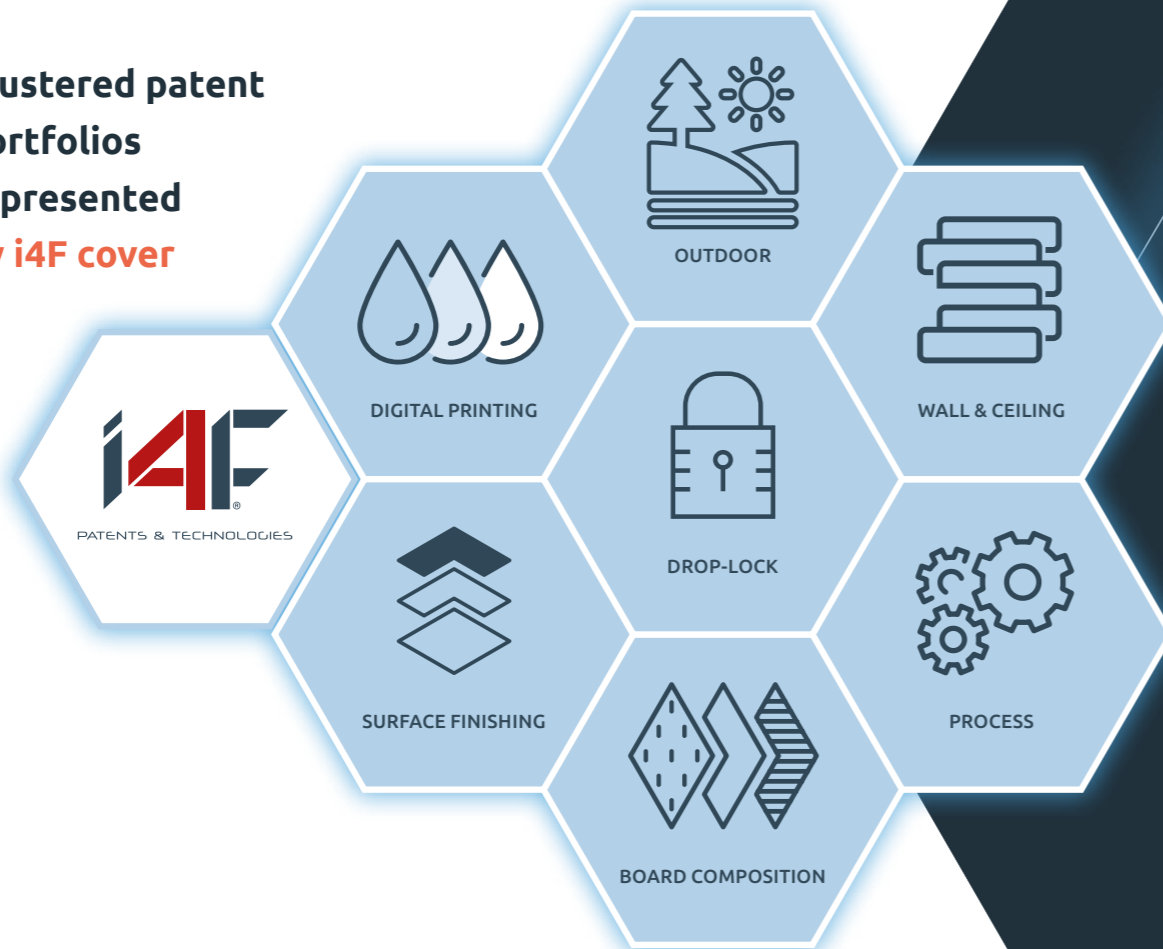 ustered patent
ortfolios
presented
i4F cover
OUTDOOR
DIGITAL PRINTING
WALL & CEILING
i4F®
PATENTS & TECHNOLOGIES
DROP-LOCK
SURFACE FINISHING
PROCESS
BOARD COMPOSITION